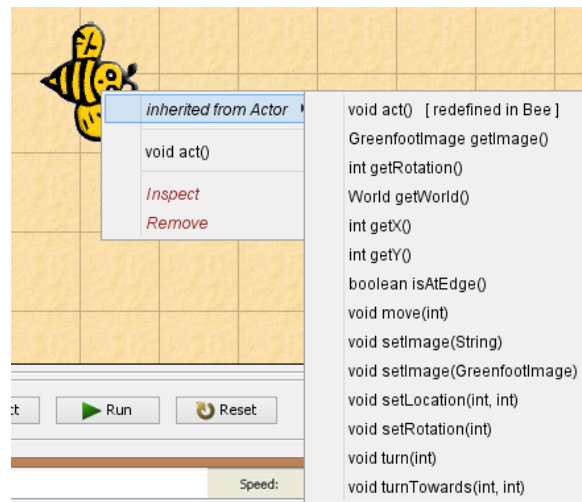 inherited from Actor
void act()
Inspect
Remove
void act() [ redefined in Bee ]
GreenfootImage getImage()
int getRotation()
World getWorld()
int getX()
int getY()
boolean isAtEdge()
void move(int)
void setImage(String)
void setImage(GreenfootImage)
void setLocation(int, int)
void setRotation(int)
void turn(int)
void turnTowards(int, int)
Run
Reset
Speed: